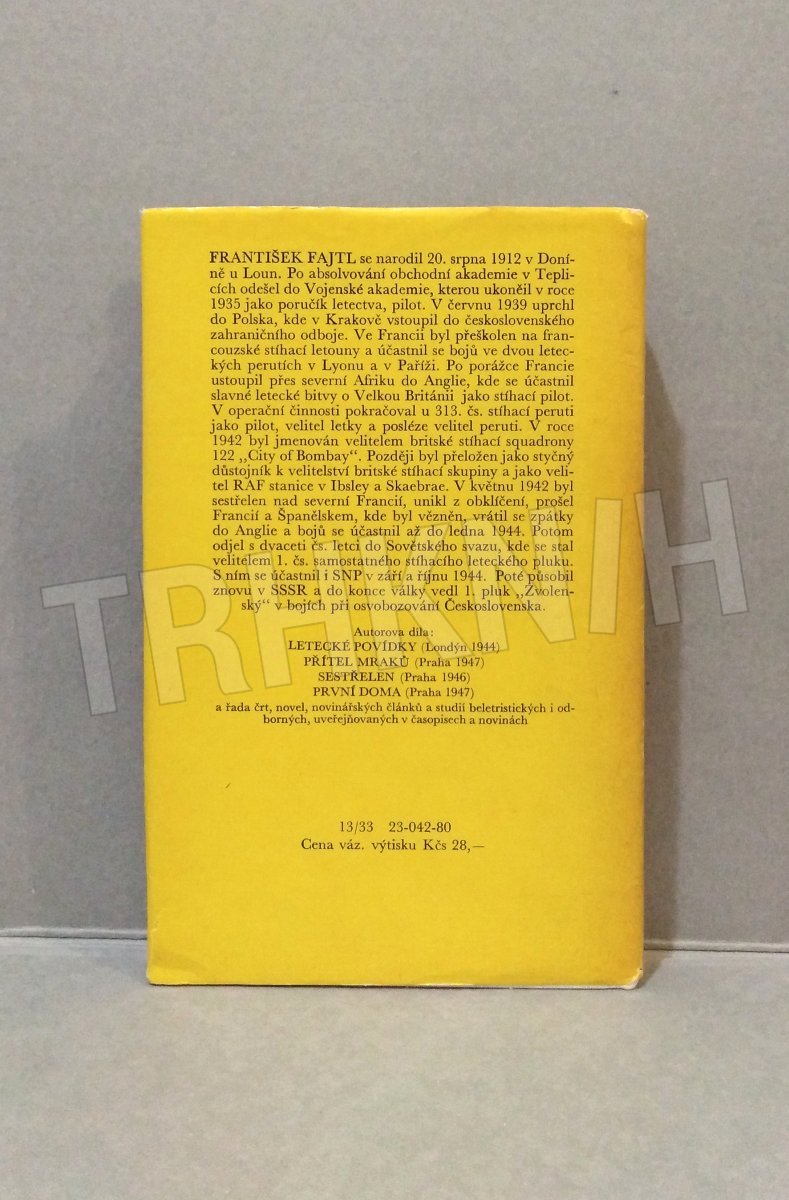 FRANTIŠEK FAJTL se narodil 20. srpna 1912 v Doní-
ně u Loun. Po absolvování obchodní akademie v Tepli-
cích odešel do Vojenské akademie, kterou ukončil v roce
1935 jako poručík letectva, pilot. V červnu 1939 uprchl
do Polska, kde v Krakově vstoupil do československého
zahraničního odboje. Ve Francii byl přeškolen na fran-
couzské stíhací letouny a účastnil se bojů ve dvou letec-
kých perutích v Lyonu a v Paříži. Po porážce Francie
ustoupil přes severní Afriku do Anglie, kde se účastnil
slavné letecké bitvy o Velkou Británii jako stíhací pilot.
V operační činnosti pokračoval u 313. čs. stíhací peruti
jako pilot, velitel letky a posléze velitel peruti. V roce
1942 byl jmenován velitelem britské stíhací squadrony
122 „City of Bombay“. Později byl přeložen jako styčný
důstojník k velitelství britské stíhací skupiny a jako veli-
tel RAF stanice v Ibsley a Skaebrae. V květnu 1942 byl
sestřelen nad severní Francií, unikl z obklíčení, prošel
Francií a Španělskem, kde byl vězněn, vrátil se zpátky
do Anglie a bojů se účastnil až do ledna 1944. Potom
odjel s dvaceti čs. letci do Sovětského svazu, kde se stal
velitelem 1. čs. samostatného stíhacího leteckého pluku.
S ním se účastnil i SNP v září a říjnu 1944. Poté působil
znovu v SSSR a do konce války vedl 1. pluk „Zvolen-
ský“ v bojích při osvobozování Československa.
Autorova díla:
LETECKÉ POVÍDKY (Londýn 1944)
PŘÍTEL MRAKŮ (Praha 1947)
SESTŘELEN (Praha 1946)
PRVNÍ DOMA (Praha 1947)
a řada črt, novel, novinářských článků a studií beletristických i od-
borných, uveřejňovaných v časopisech a novinách
13/33 23-042-80
Cena váz. výtisku Kčs 28,—
TRHKNIH